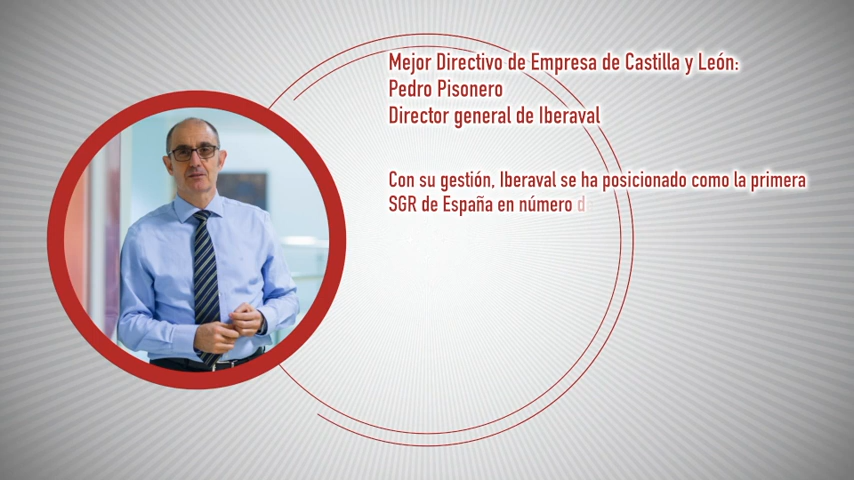 Mejor Directivo de Empresa de Castilla y León:
Pedro Pisonero
Director general de Iberaval
Con su gestión, Iberaval se ha posicionado como la primera
SGR de España en número d